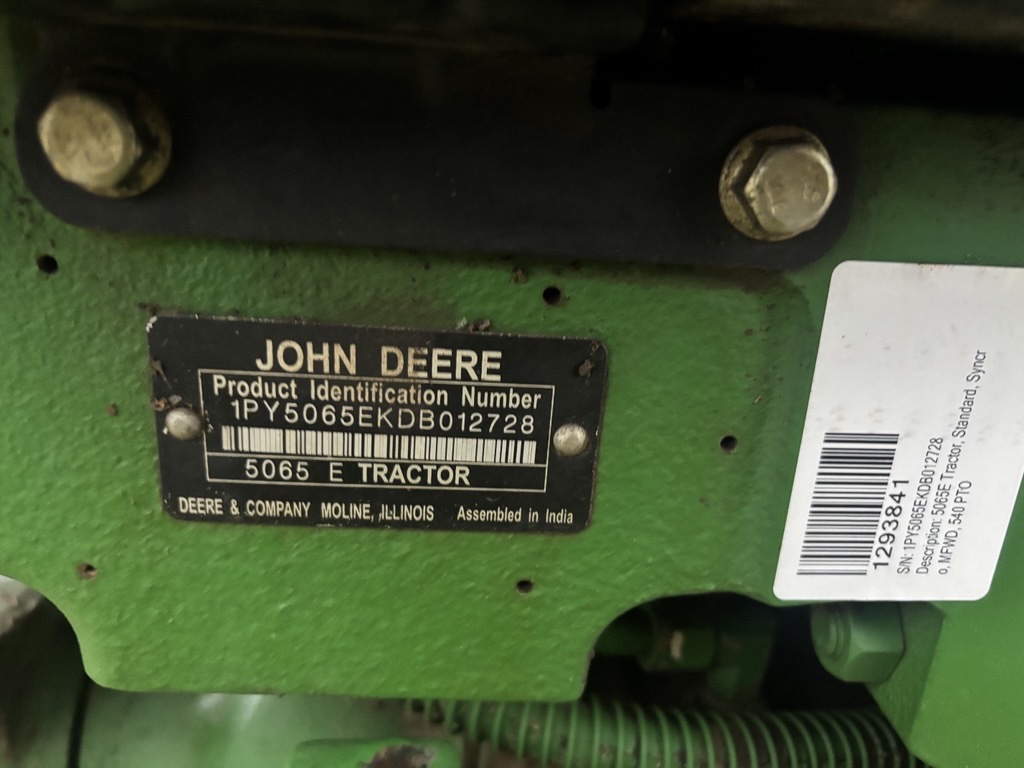 JOHN DEERE
Product Identification Number
1PY5065EKDB012728
5065 E TRACTOR
DEERE & COMPANY MOLINE, ILLINOIS Assembled in India
12293841
S/N: 1PY5065EKDB012728
Description: 5065E Tractor, Standard, Syncr
o, MFWD, 540 PTO